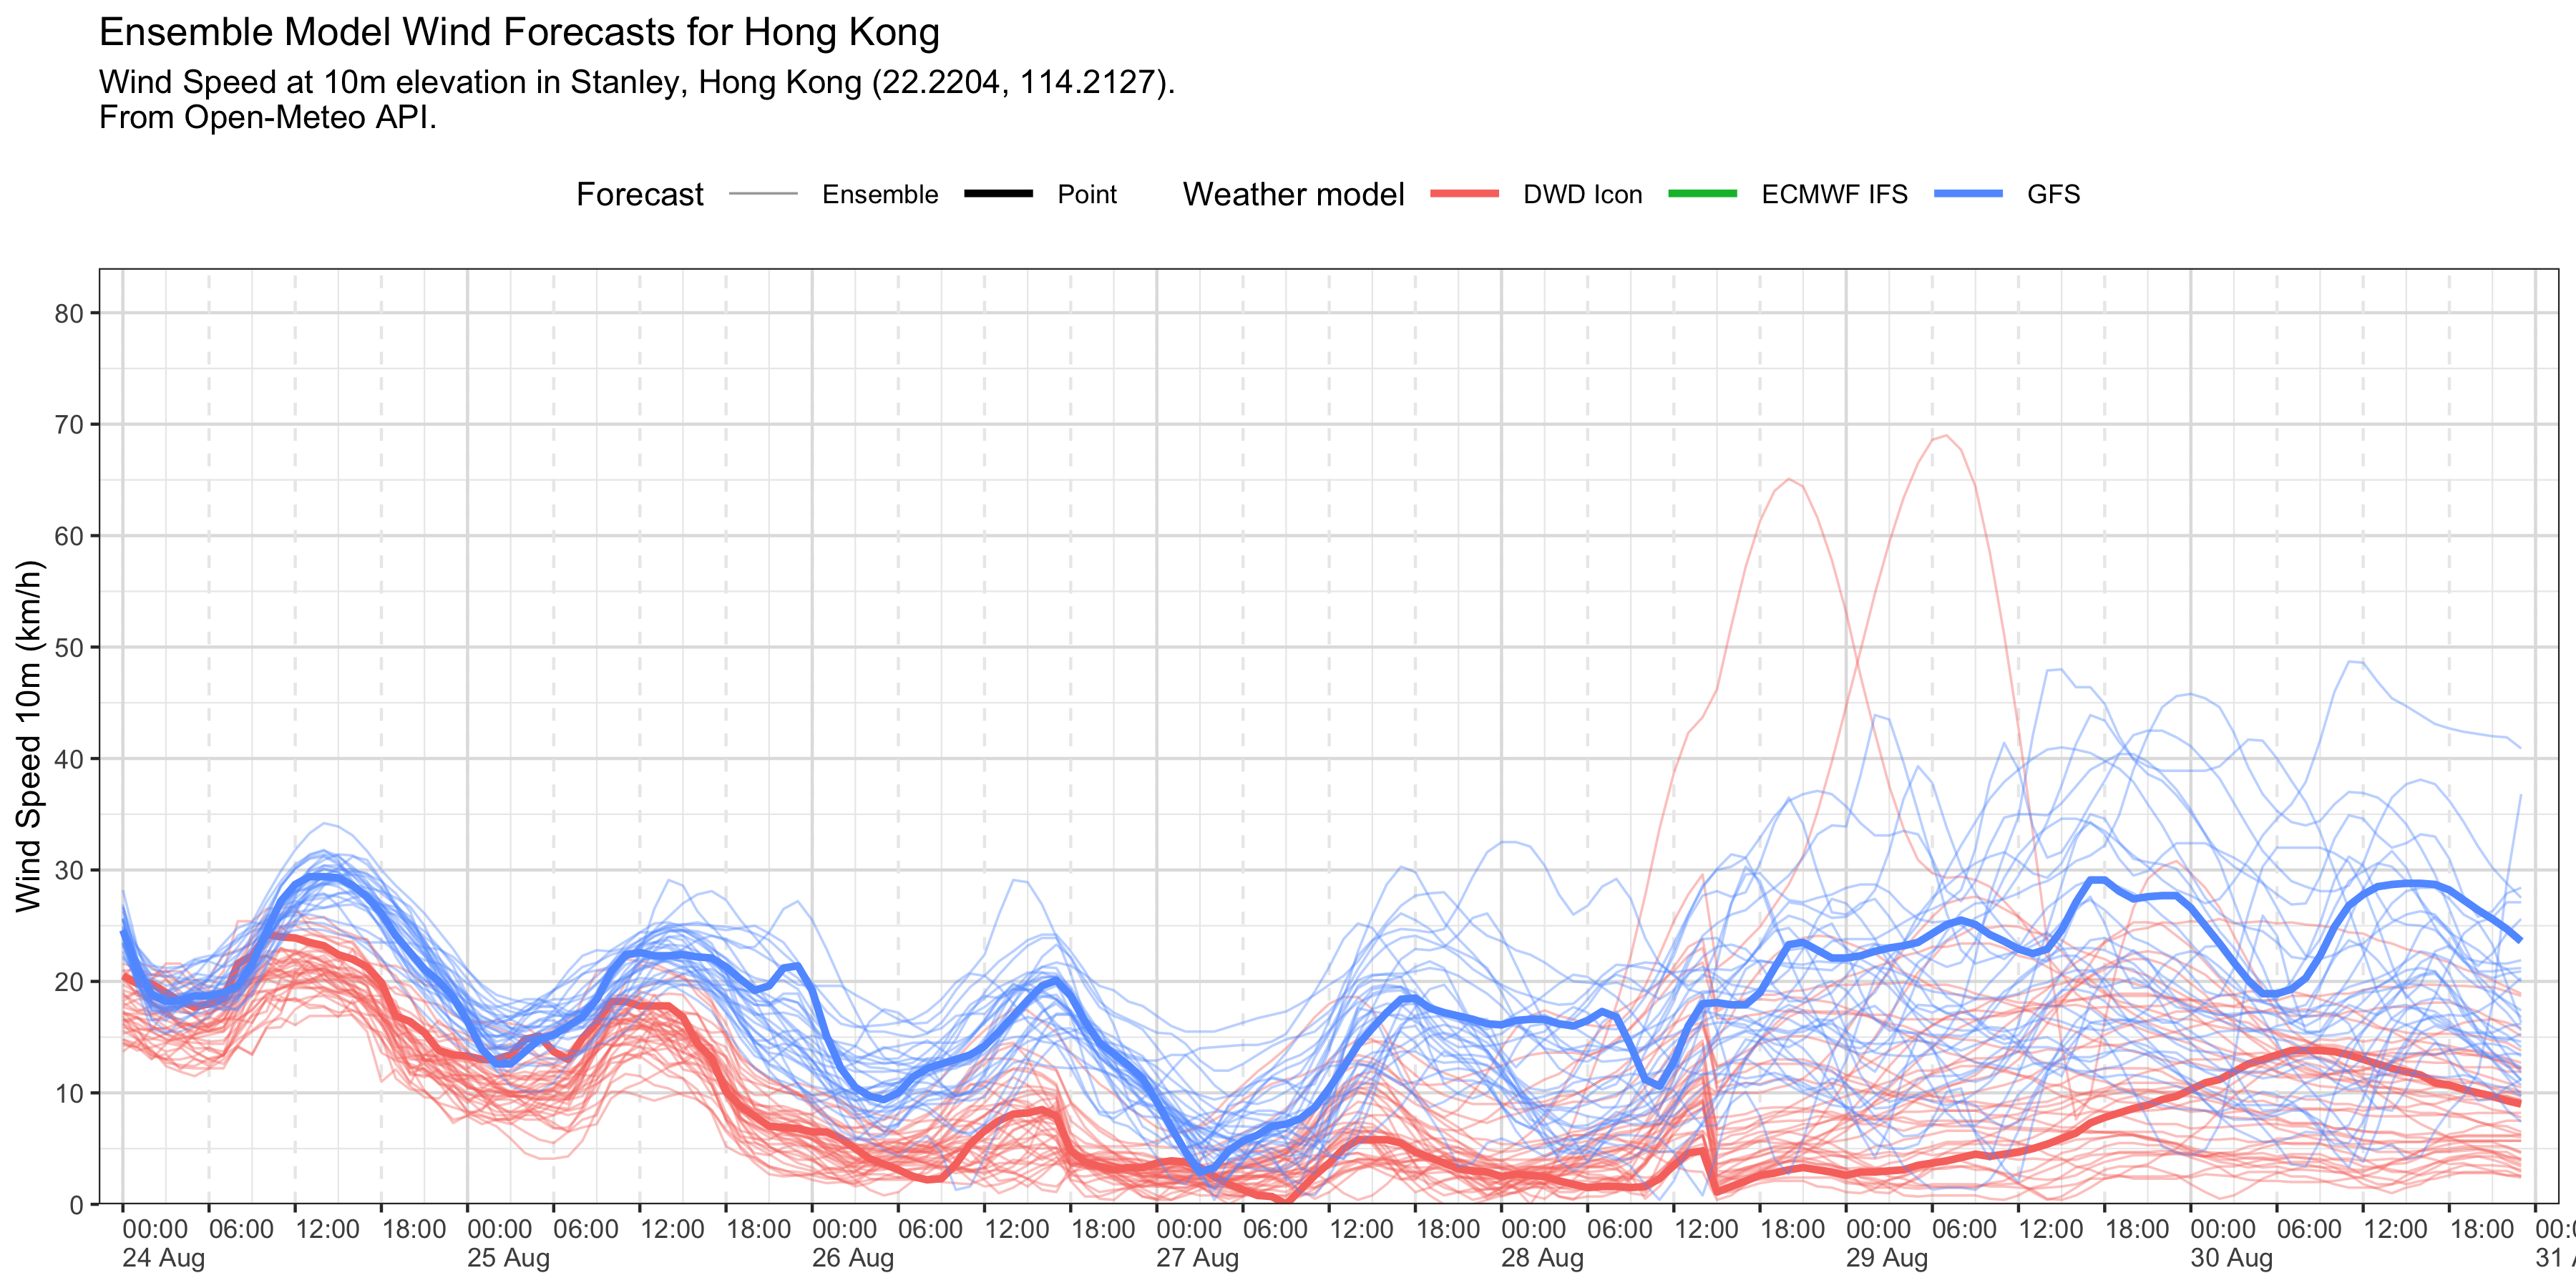 Ensemble Model Wind Forecasts for Hong Kong
Wind Speed at 10m elevation in Stanley, Hong Kong (22.2204, 114.2127).
From Open-Meteo API.
Forecast Ensemble Point Weather model DWD Icon ECMWF IFS GFS
Wind Speed 10m (km/h)
80
70
60
50
40
30
20
10
0
00:00 06:00 12:00 18:00 00:00 06:00 12:00 18:00 00:00 06:00 12:00 18:00 00:00 06:00 12:00 18:00 00:00 06:00 12:00 18:00 00:00 06:00 12:00 18:00 00:00 06:00 12:00 18:00
24 Aug 25 Aug 26 Aug 27 Aug 28 Aug 29 Aug 30 Aug 31